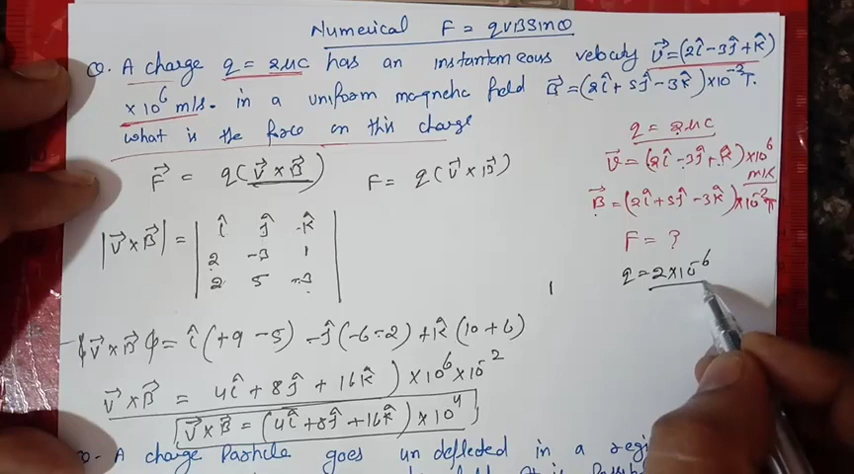 Numerical F = qVBSinθ
Q. A charge q = 2μc has an instantaneous velocity v⃗ = (2î-3ĵ+k̂)
×10⁶ m/s. in a uniform magnetic field B⃗ = (2î+5ĵ-3k̂)×10⁻²T.
what is the force on this charge
F⃗ = q(v⃗ × B⃗) F = q(v⃗ × B⃗)
|v⃗×B⃗| = | î ĵ k̂
2 -3 1
2 5 -3 |
v⃗×B⃗ = î(+9-5) -ĵ(-6-2) +k̂(10+6)
v⃗×B⃗ = 4î+8ĵ+16k̂) ×10⁶×10⁻²
v⃗×B⃗ = (4î+8ĵ+16k̂)×10⁴
Q- A charge Particle goes undeflected in a
q = 2μc
v⃗ = (2î-3ĵ+k̂)×10⁶
m/s
B⃗ = (2î+5ĵ-3k̂)×10⁻²T
F = ?
q = 2×10⁻⁶